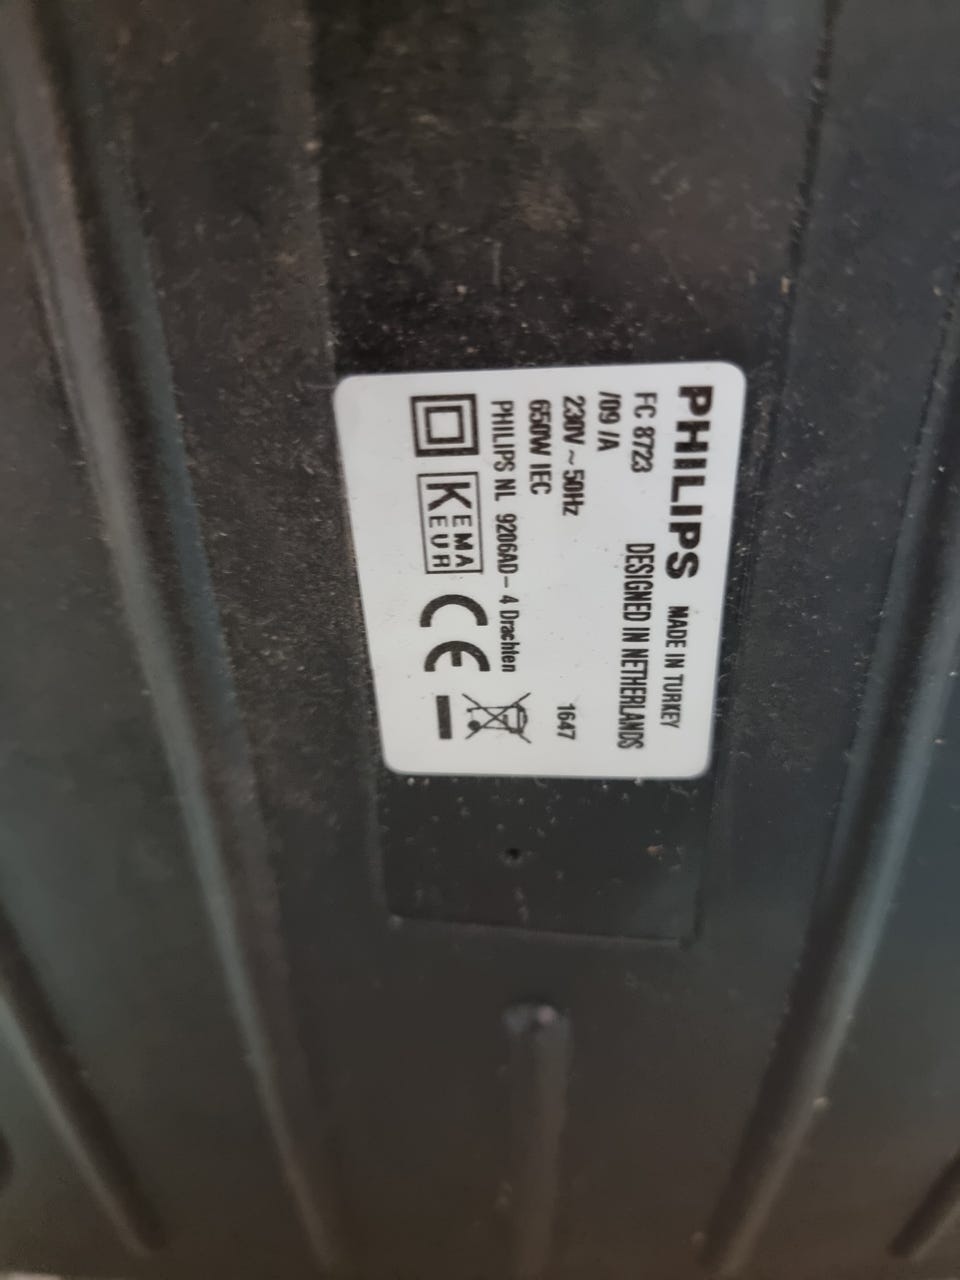 PHILIPS MADE IN TURKEY
FC 8723 DESIGNED IN NETHERLANDS
/09 /A
230V ~ 50Hz
650W IEC 1647
PHILIPS NL 9206AD - 4 Drachten
KEMA
KEUR
CE